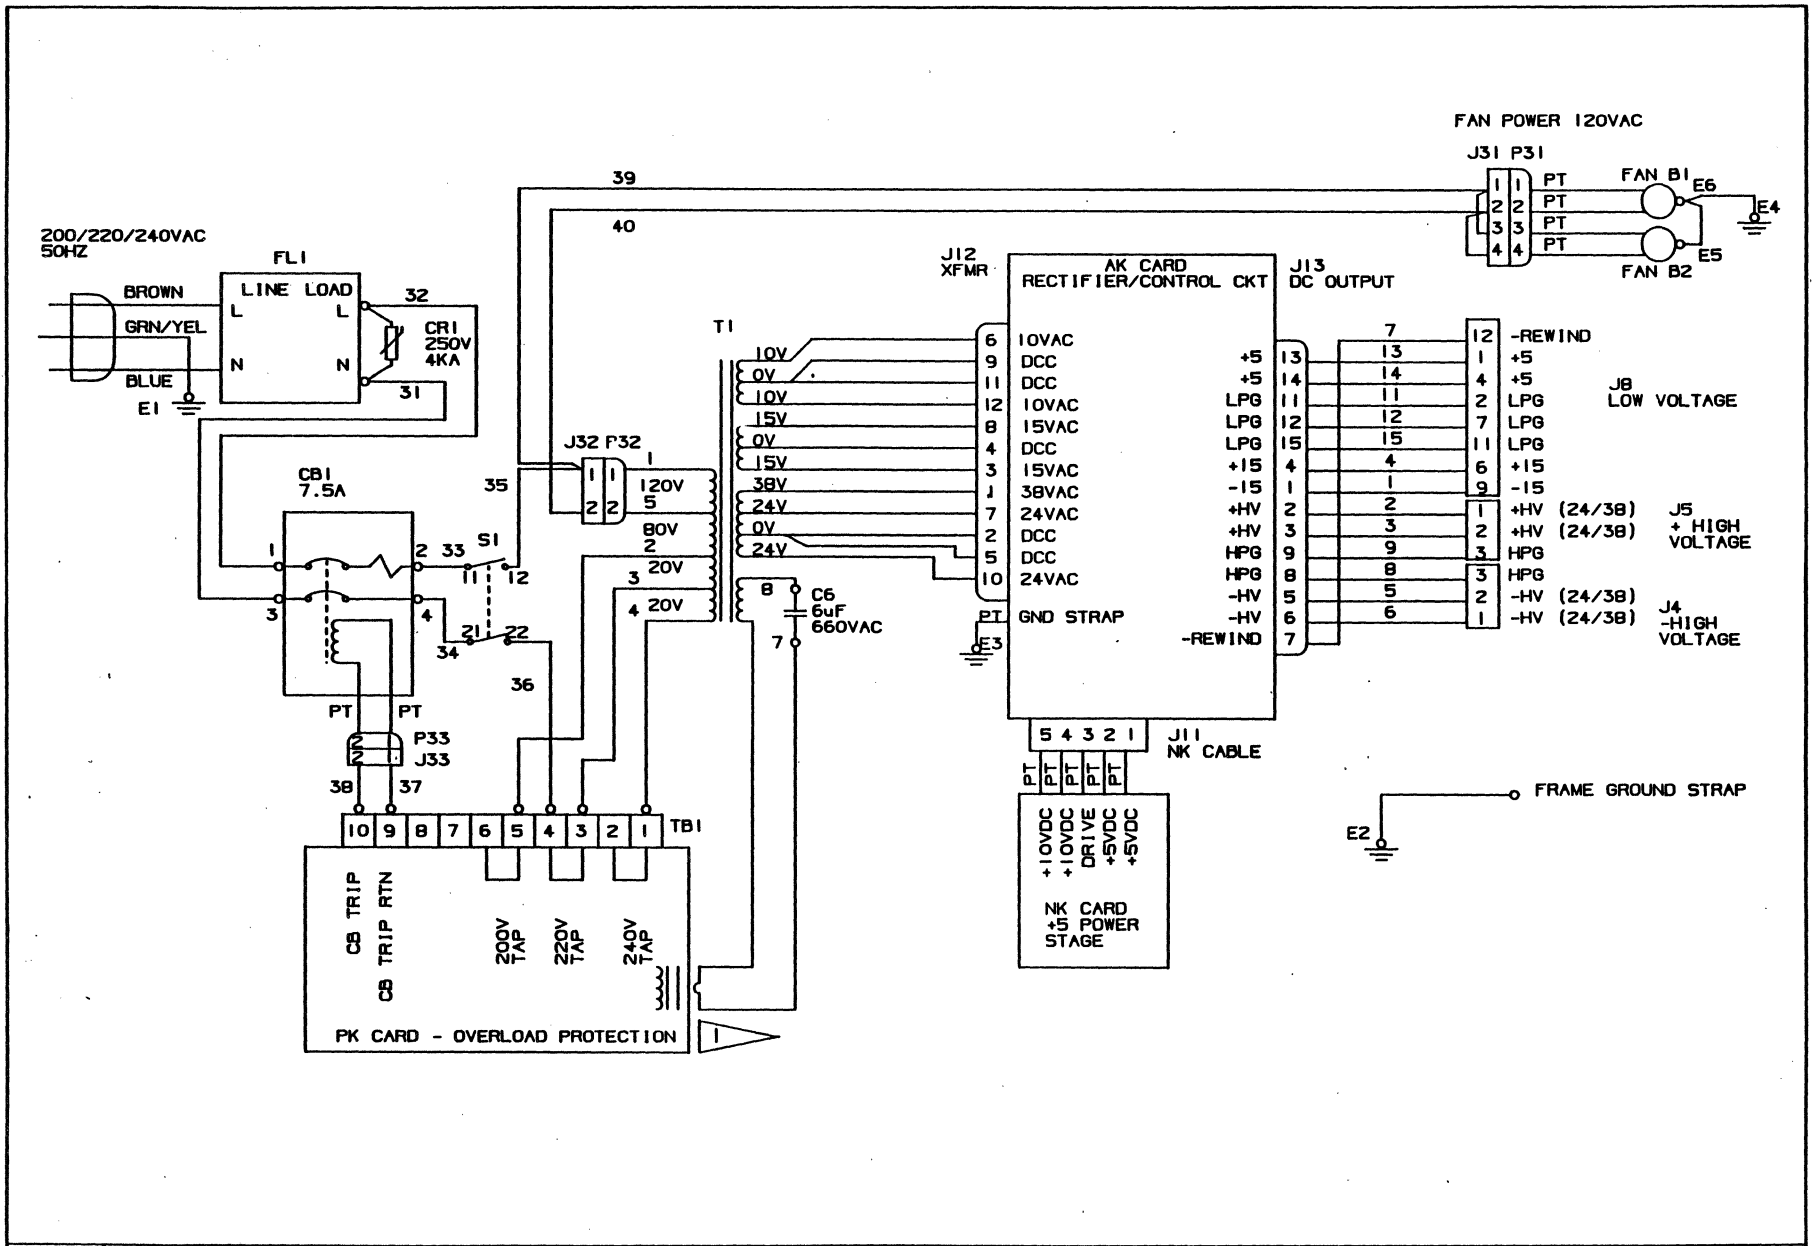 FAN POWER 120VAC
J31 P31
39
40
1 1 PT
2 2 PT
3 3 PT
4 4 PT
FAN B1
E6
E4
E5
FAN B2
200/220/240VAC
50HZ
FL1
LINE LOAD
L L
N N
BROWN
GRN/YEL
BLUE
E1
32
CR1
250V
4KA
31
CB1
7.5A
1
2
3
4
33
S1
11 12
21 22
34
35
36
PT PT
2
2
P33
J33
38 37
J32 P32
1 1
2 2
1
120V
5
80V
2
20V
3
4 20V
T1
10V
0V
10V
15V
0V
15V
38V
24V
0V
24V
8
C6
6uF
660VAC
7
J12
XFMR
AK CARD
RECTIFIER/CONTROL CKT
J13
DC OUTPUT
6 10VAC
9 DCC
11 DCC
12 10VAC
8 15VAC
4 DCC
3 15VAC
1 38VAC
7 24VAC
2 DCC
5 DCC
10 24VAC
PT GND STRAP
E3
+5 13
+5 14
LPG 11
LPG 12
LPG 15
+15 4
-15 1
+HV 2
+HV 3
HPG 9
HPG 8
-HV 5
-HV 6
-REWIND 7
7 12 -REWIND
13 1 +5
14 4 +5
11 2 LPG
12 7 LPG
15 11 LPG
4 6 +15
1 9 -15
2 1 +HV (24/38)
3 2 +HV (24/38)
9 3 HPG
8 3 HPG
5 2 -HV (24/38)
6 1 -HV (24/38)
J8
LOW VOLTAGE
J5
+ HIGH
VOLTAGE
J4
-HIGH
VOLTAGE
5 4 3 2 1
J11
NK CABLE
PT PT PT PT
+10VDC
+10VDC
DRIVE
+5VDC
+5VDC
NK CARD
+5 POWER
STAGE
FRAME GROUND STRAP
E2
10 9 8 7 6 5 4 3 2 1 TB1
CB TRIP
CB TRIP RTN
200V
TAP
220V
TAP
240V
TAP
PK CARD - OVERLOAD PROTECTION
1